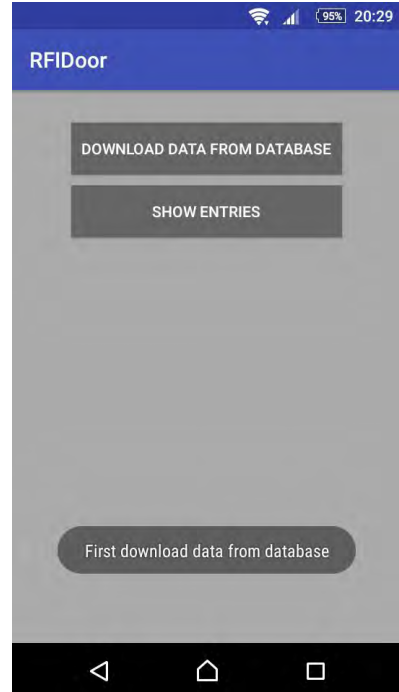 95% 20:29
RFIDoor
DOWNLOAD DATA FROM DATABASE
SHOW ENTRIES
First download data from database